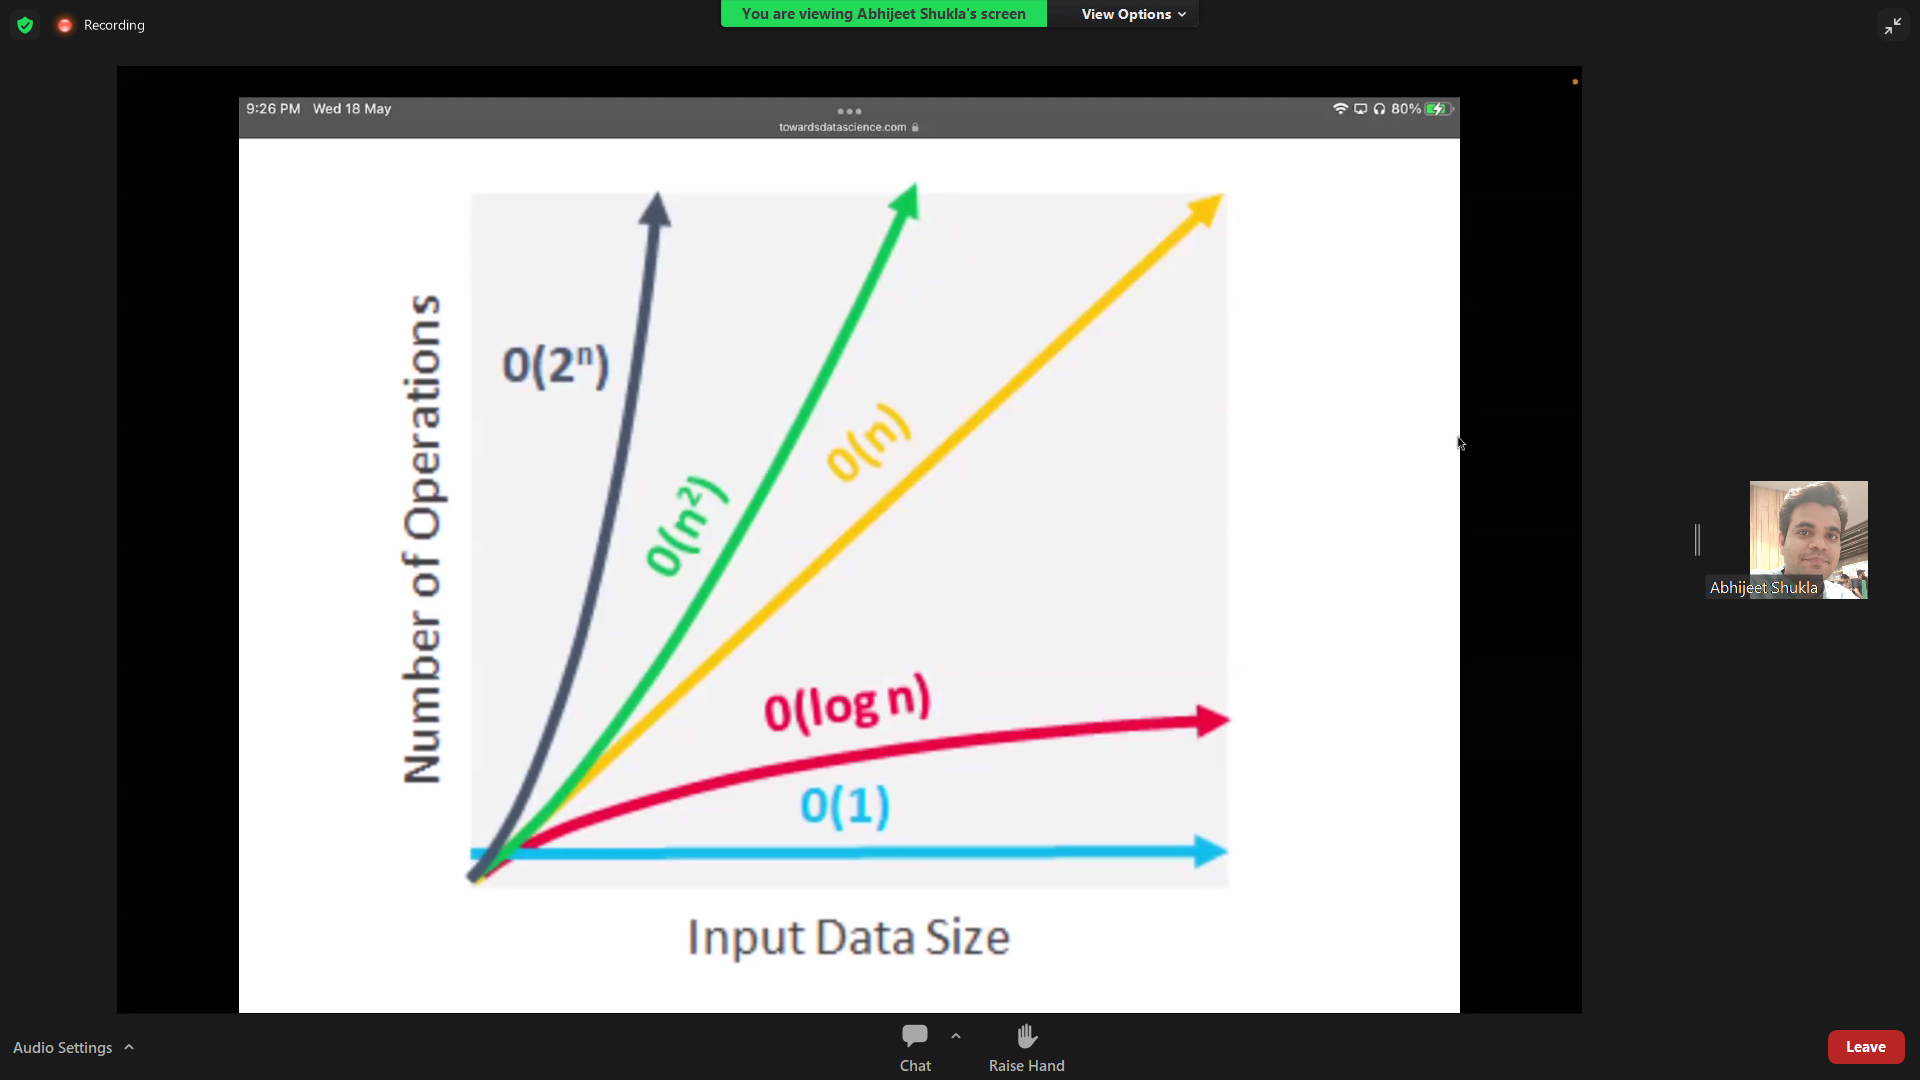 Recording
You are viewing Abhijeet Shukla's screen
View Options
9:26 PM Wed 18 May
towardsdatascience.com
80%
Number of Operations
0(2ⁿ)
0(n²)
0(n)
0(log n)
0(1)
Input Data Size
Abhijeet Shukla
Audio Settings
Chat
Raise Hand
Leave